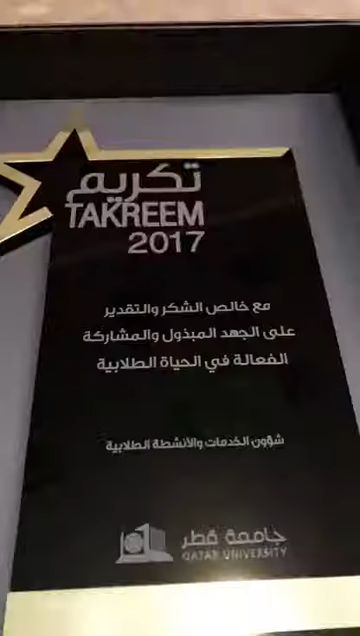 تكريم
TAKREEM
2017
مع خالص الشكر والتقدير
على الجهد المبذول والمشاركة
الفعالة في الحياة الطلابية
شؤون الخدمات والأنشطة الطلابية
جامعة قطر
QATAR UNIVERSITY